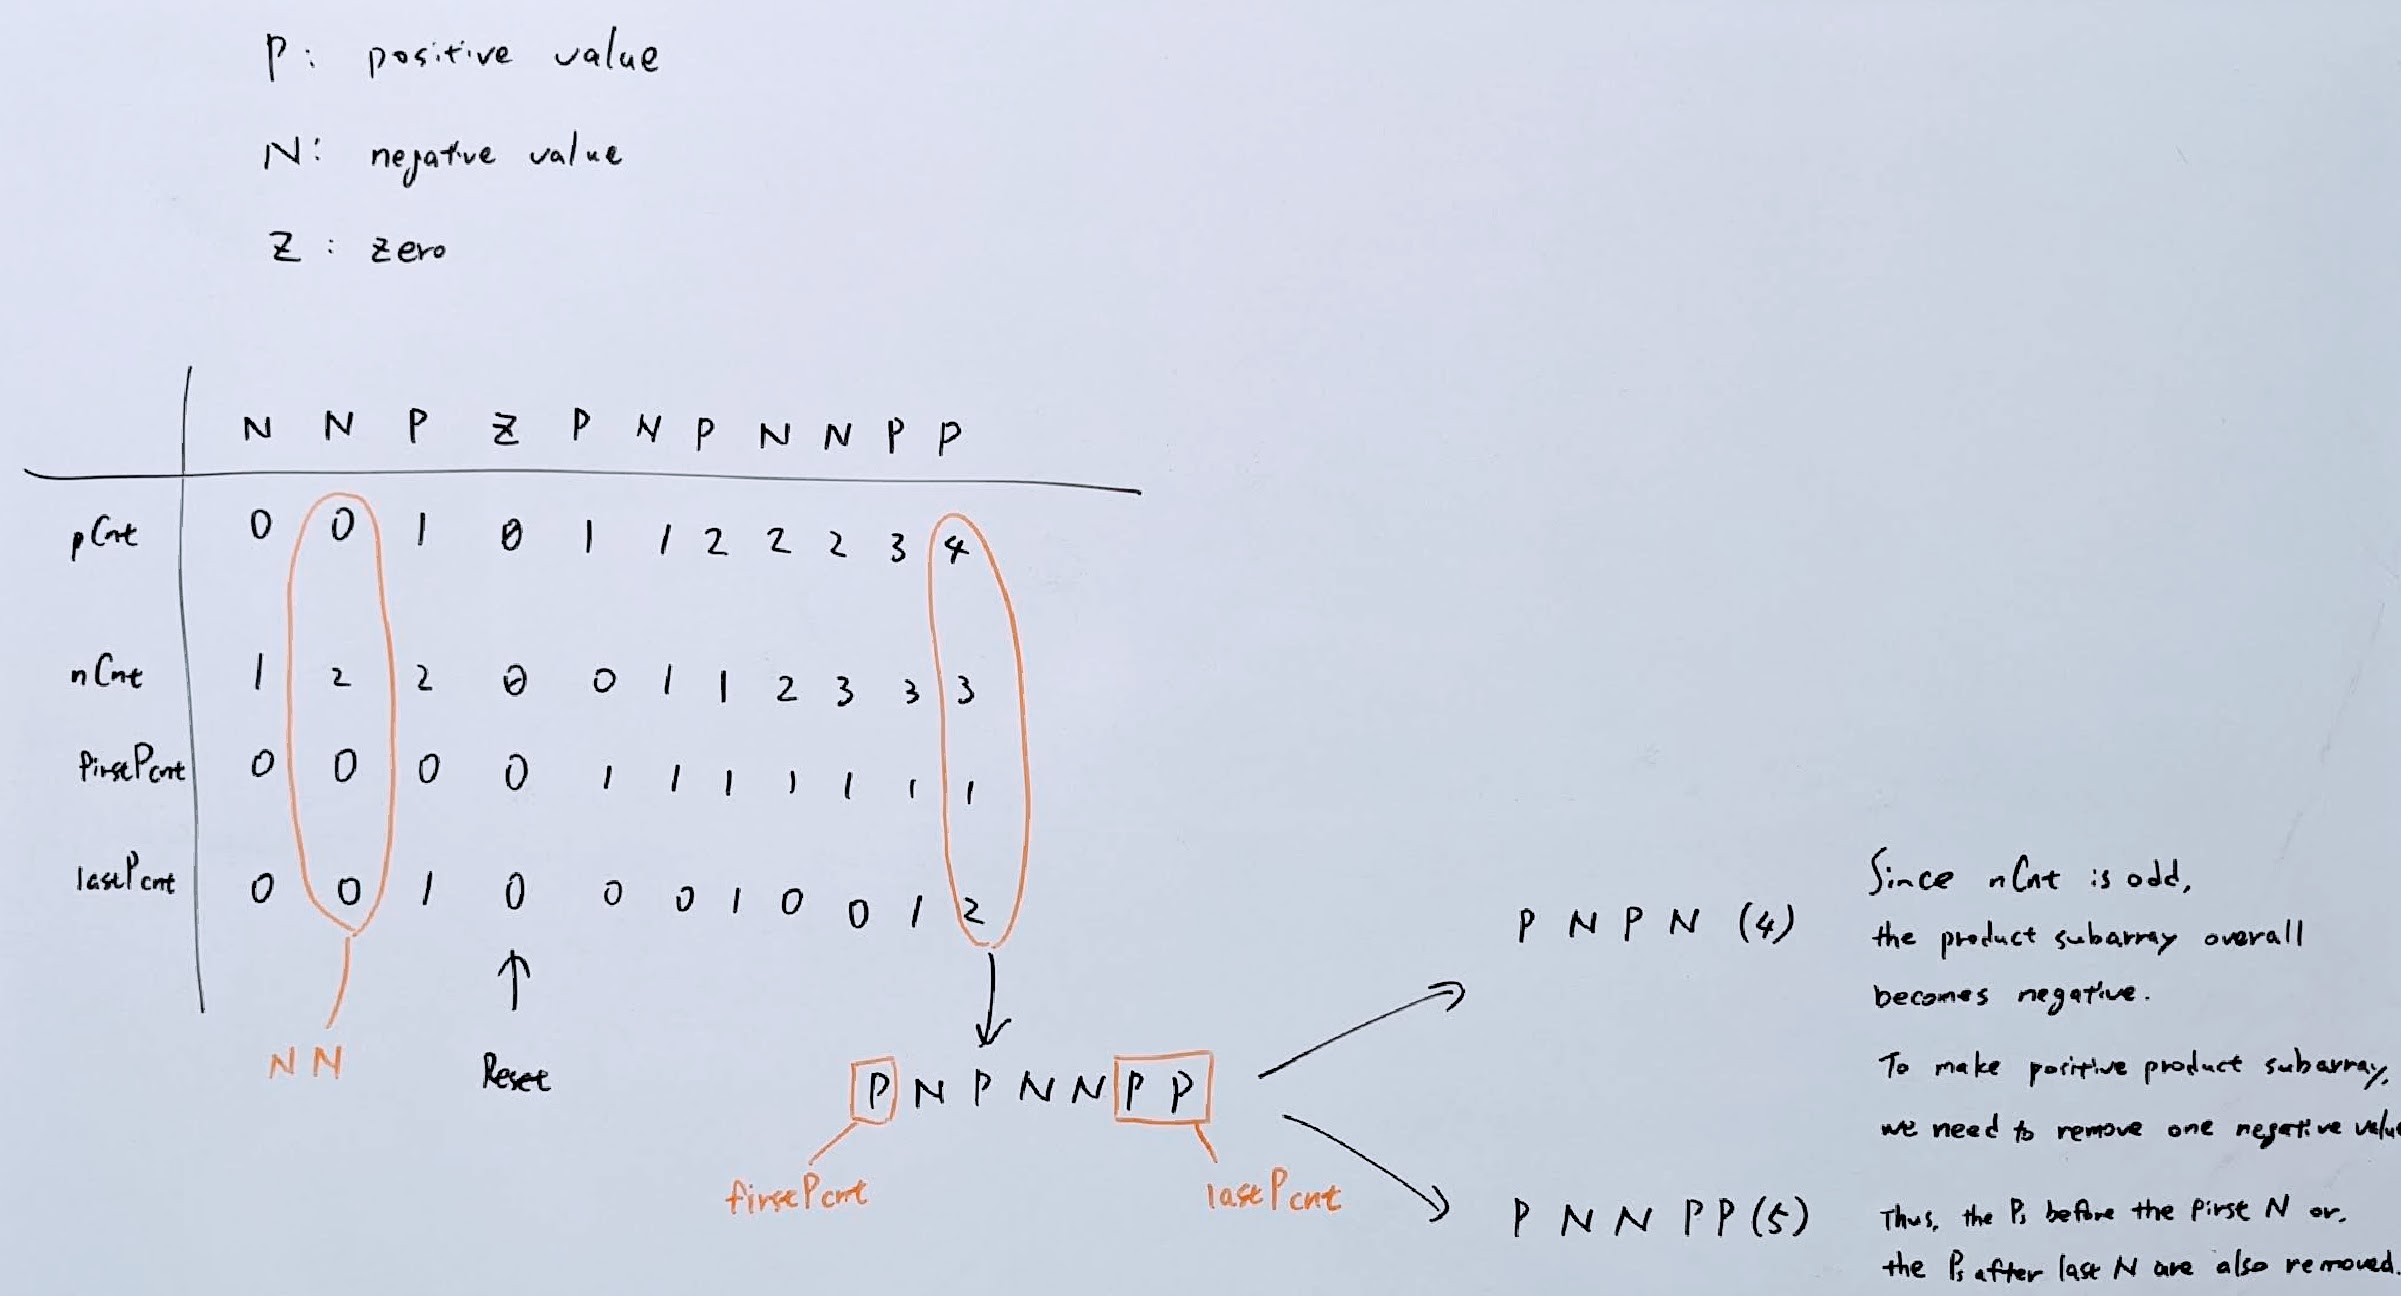 P: positive value
N: negative value
Z: zero
N N P Z P N P N N P P
pCnt 0 0 1 0 1 1 2 2 2 3 4
nCnt 1 2 2 0 0 1 1 2 3 3 3
firstPcnt 0 0 0 0 1 1 1 1 1 1 1
lastPcnt 0 0 1 0 0 0 1 0 0 1 2
NN
Reset
P N P N N P P
firstPcnt
lastPcnt
P N P N (4)
P N N P P (5)
Since nCnt is odd,
the product subarray overall
becomes negative.
To make positive product subarray,
we need to remove one negative
Thus, the Ps before the first N or,
the Ps after last N are also removed.